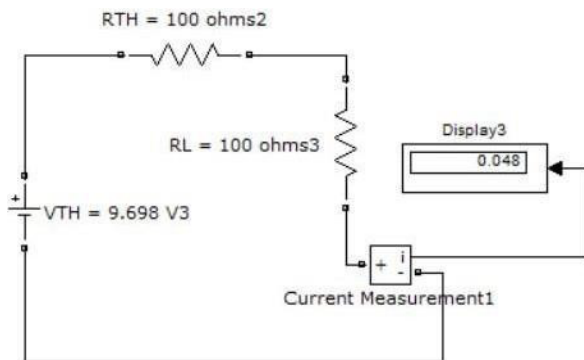 RTH = 100 ohms2
RL = 100 ohms3
Display3
0.048
+
VTH = 9.698 V3
+ i
-
Current Measurement1